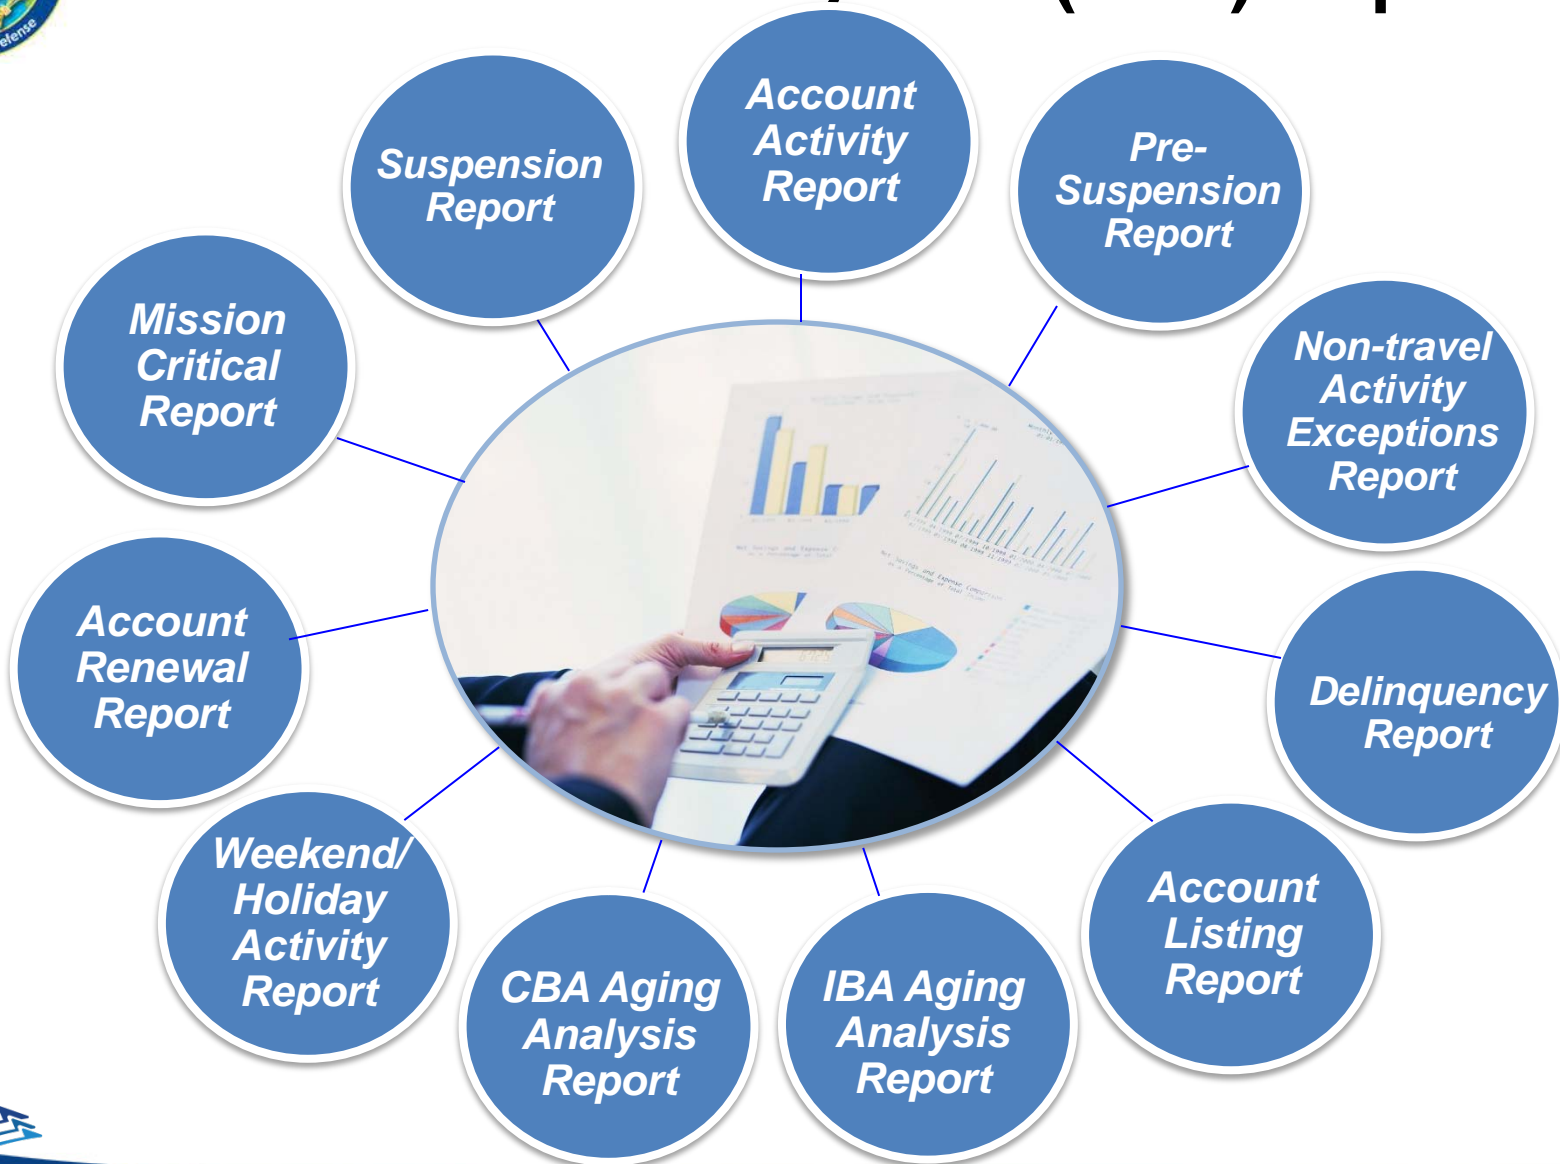 Account
Activity
Report
Pre-
Suspension
Report
Non-travel
Activity
Exceptions
Report
Delinquency
Report
Account
Listing
Report
IBA Aging
Analysis
Report
CBA Aging
Analysis
Report
Weekend/
Holiday
Activity
Report
Account
Renewal
Report
Mission
Critical
Report
Suspension
Report